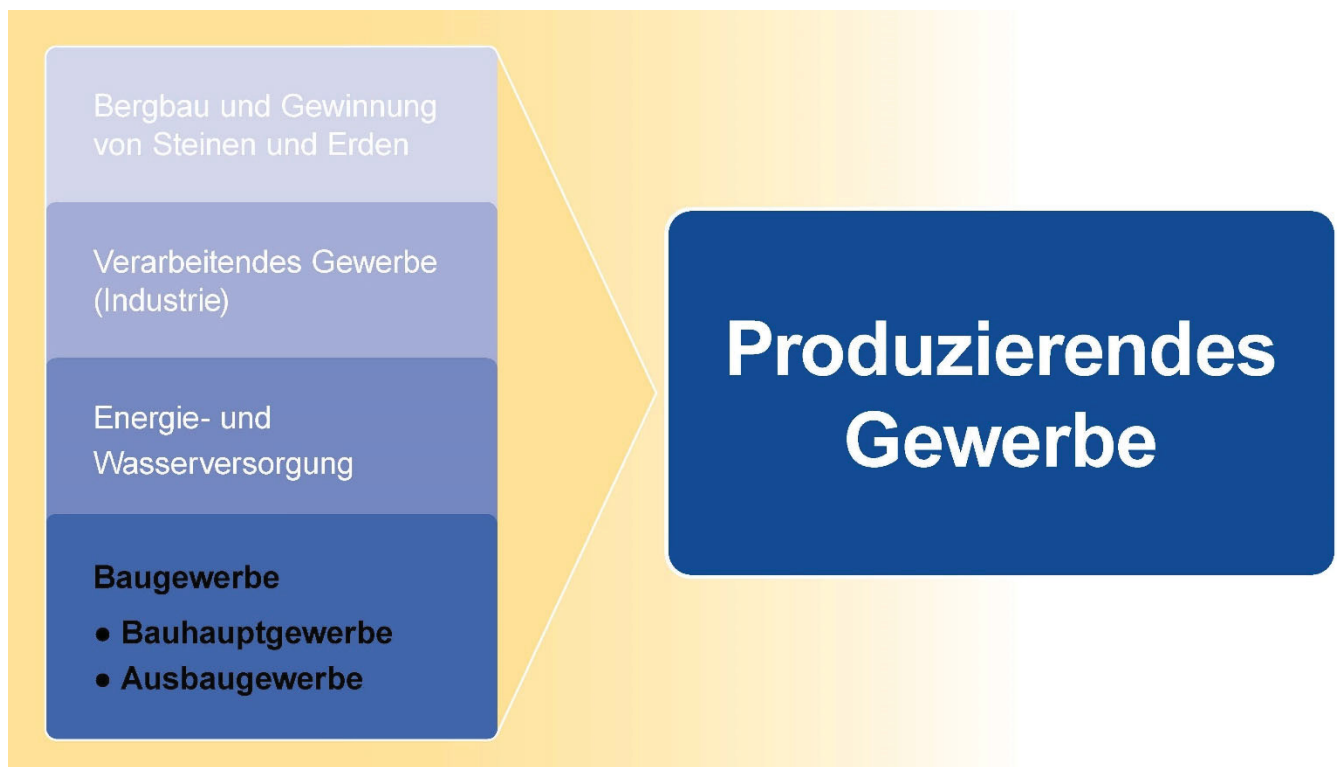 Bergbau und Gewinnung
von Steinen und Erden
Verarbeitendes Gewerbe
(Industrie)
Energie- und
Wasserversorgung
Baugewerbe
● Bauhauptgewerbe
● Ausbaugewerbe
Produzierendes
Gewerbe